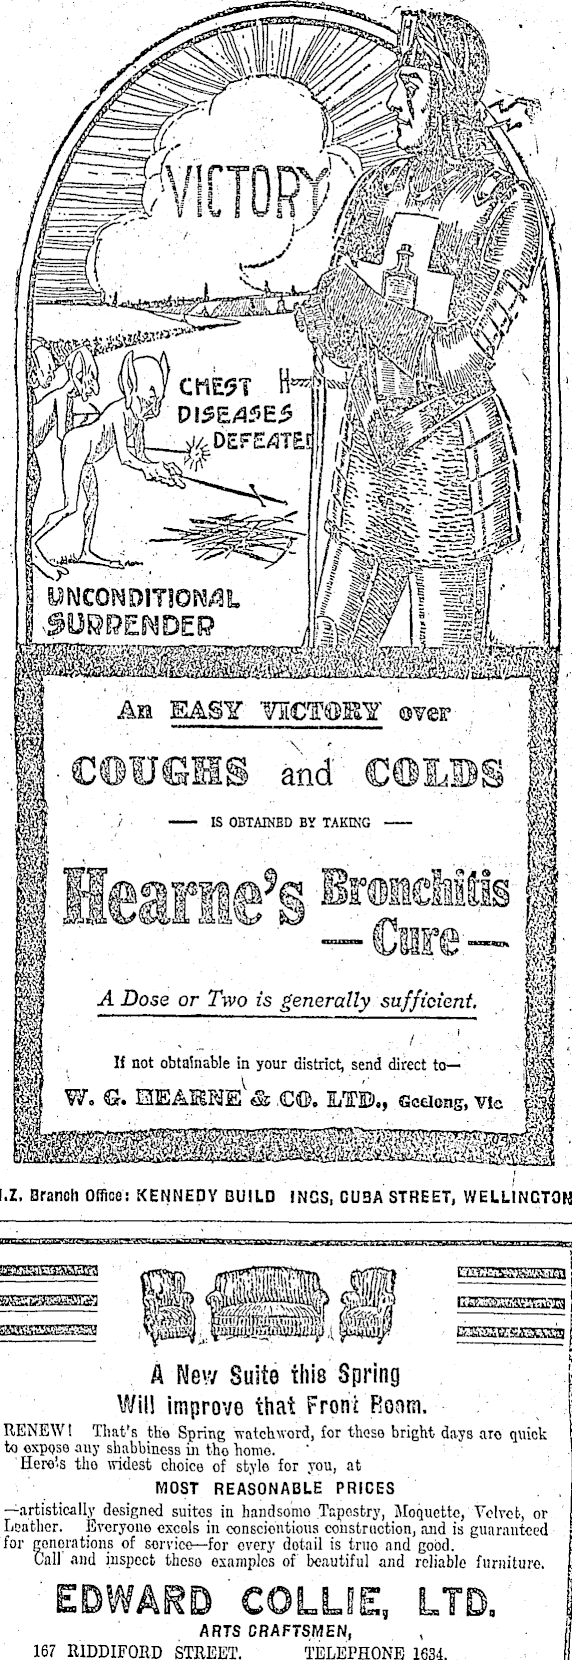 VICTORY
CHEST
DISEASES
DEFEATED
UNCONDITIONAL
SURRENDER
An EASY VICTORY over
COUGHS and COLDS
— IS OBTAINED BY TAKING —
Hearne's Bronchitis
— Cure —
A Dose or Two is generally sufficient.
If not obtainable in your district, send direct to—
W. G. HEARNE & CO. LTD., Geelong, Vic
.Z. Branch Office: KENNEDY BUILD INGS, CUBA STREET, WELLINGTON
A New Suite this Spring
Will improve that Front Room.
RENEW! That's the Spring watchword, for these bright days are quick
to expose any shabbiness in the home.
Here's the widest choice of style for you, at
MOST REASONABLE PRICES
—artistically designed suites in handsome Tapestry, Moquette, Velvet, or
Leather. Everyone excels in conscientious construction, and is guaranteed
for generations of service—for every detail is true and good.
Call and inspect these examples of beautiful and reliable furniture.
EDWARD COLLIE, LTD.
ARTS CRAFTSMEN,
167 RIDDIFORD STREET. TELEPHONE 1634.